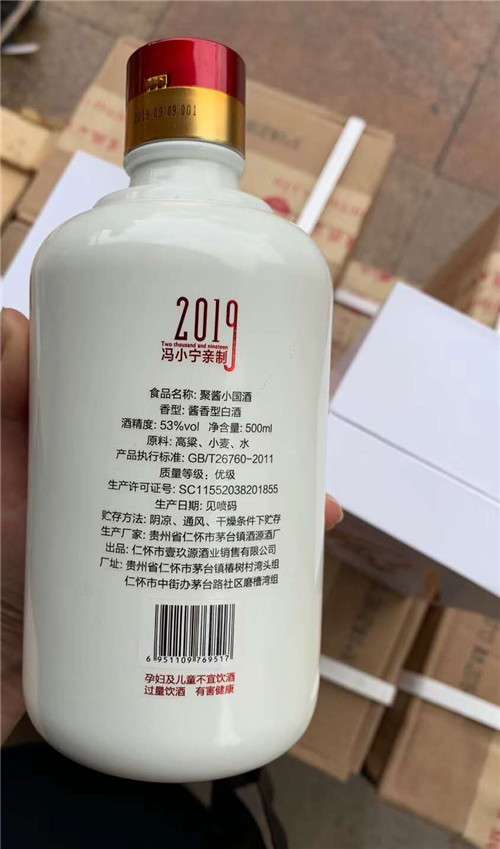 2019 09 09 001
2019
Two thousand and nineteen
冯小宁亲制
食品名称: 聚酱小国酒
香型: 酱香型白酒
酒精度: 53%vol 净含量: 500ml
原料: 高粱、小麦、水
产品执行标准: GB/T26760-2011
质量等级: 优级
生产许可证号: SC11552038201855
生产日期: 见喷码
贮存方法: 阴凉、通风、干燥条件下贮存
生产厂家: 贵州省仁怀市茅台镇酒源酒厂
出品: 仁怀市壹玖源酒业销售有限公司
厂址: 贵州省仁怀市茅台镇椿树村湾头组
仁怀市中街办茅台路社区磨槽湾组
6 951109 769517
孕妇及儿童不宜饮酒
过量饮酒 有害健康